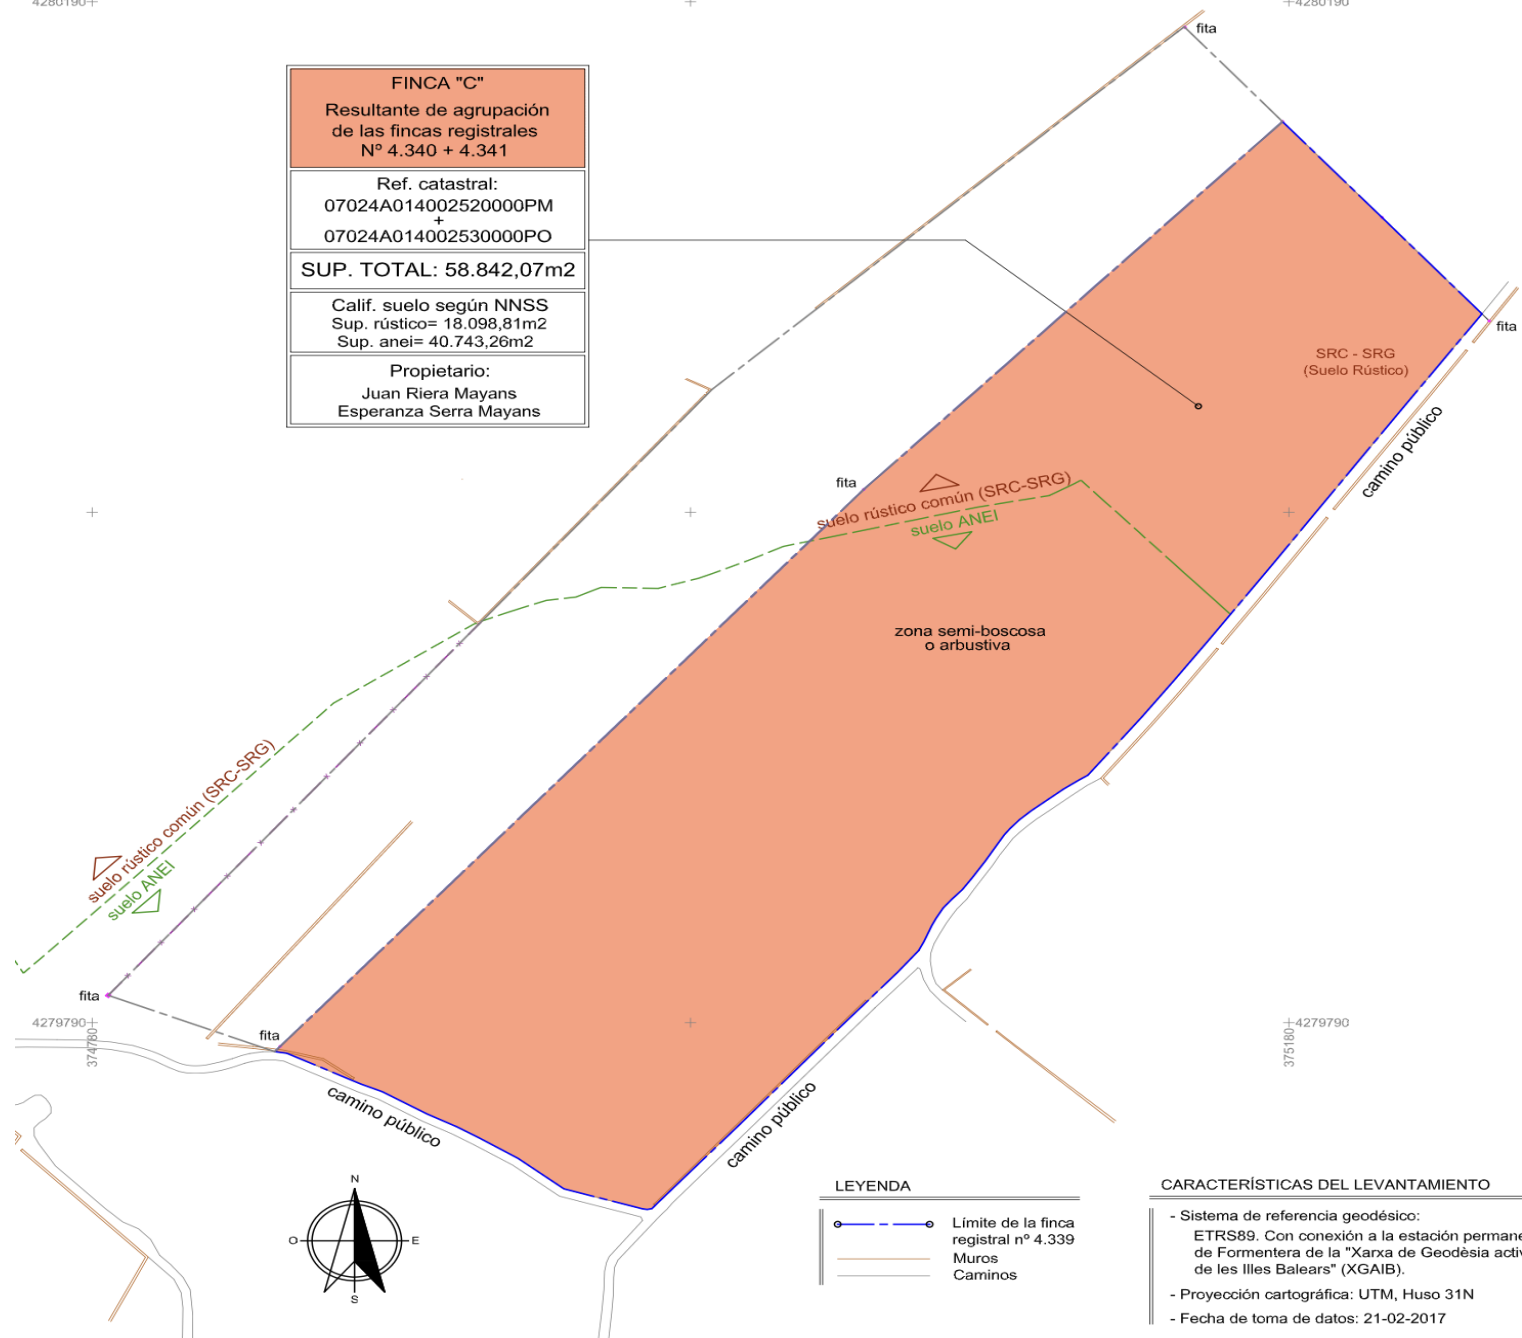 4280190
4280190
fita
FINCA "C"
Resultante de agrupación
de las fincas registrales
Nº 4.340 + 4.341
Ref. catastral:
07024A014002520000PM
+
07024A014002530000PO
SUP. TOTAL: 58.842,07m2
Calif. suelo según NNSS
Sup. rústico= 18.098,81m2
Sup. anei= 40.743,26m2
Propietario:
Juan Riera Mayans
Esperanza Serra Mayans
fita
SRC - SRG
(Suelo Rústico)
camino público
fita
suelo rústico común (SRC-SRG)
suelo ANEI
zona semi-boscosa
o arbustiva
suelo rústico común (SRC-SRG)
suelo ANEI
fita
fita
4279790
374780
4279790
375180
camino público
camino público
N
O
E
S
LEYENDA
Límite de la finca
registral nº 4.339
Muros
Caminos
CARACTERÍSTICAS DEL LEVANTAMIENTO
- Sistema de referencia geodésico:
ETRS89. Con conexión a la estación permane
de Formentera de la "Xarxa de Geodèsia activ
de les Illes Balears" (XGAIB).
- Proyección cartográfica: UTM, Huso 31N
- Fecha de toma de datos: 21-02-2017